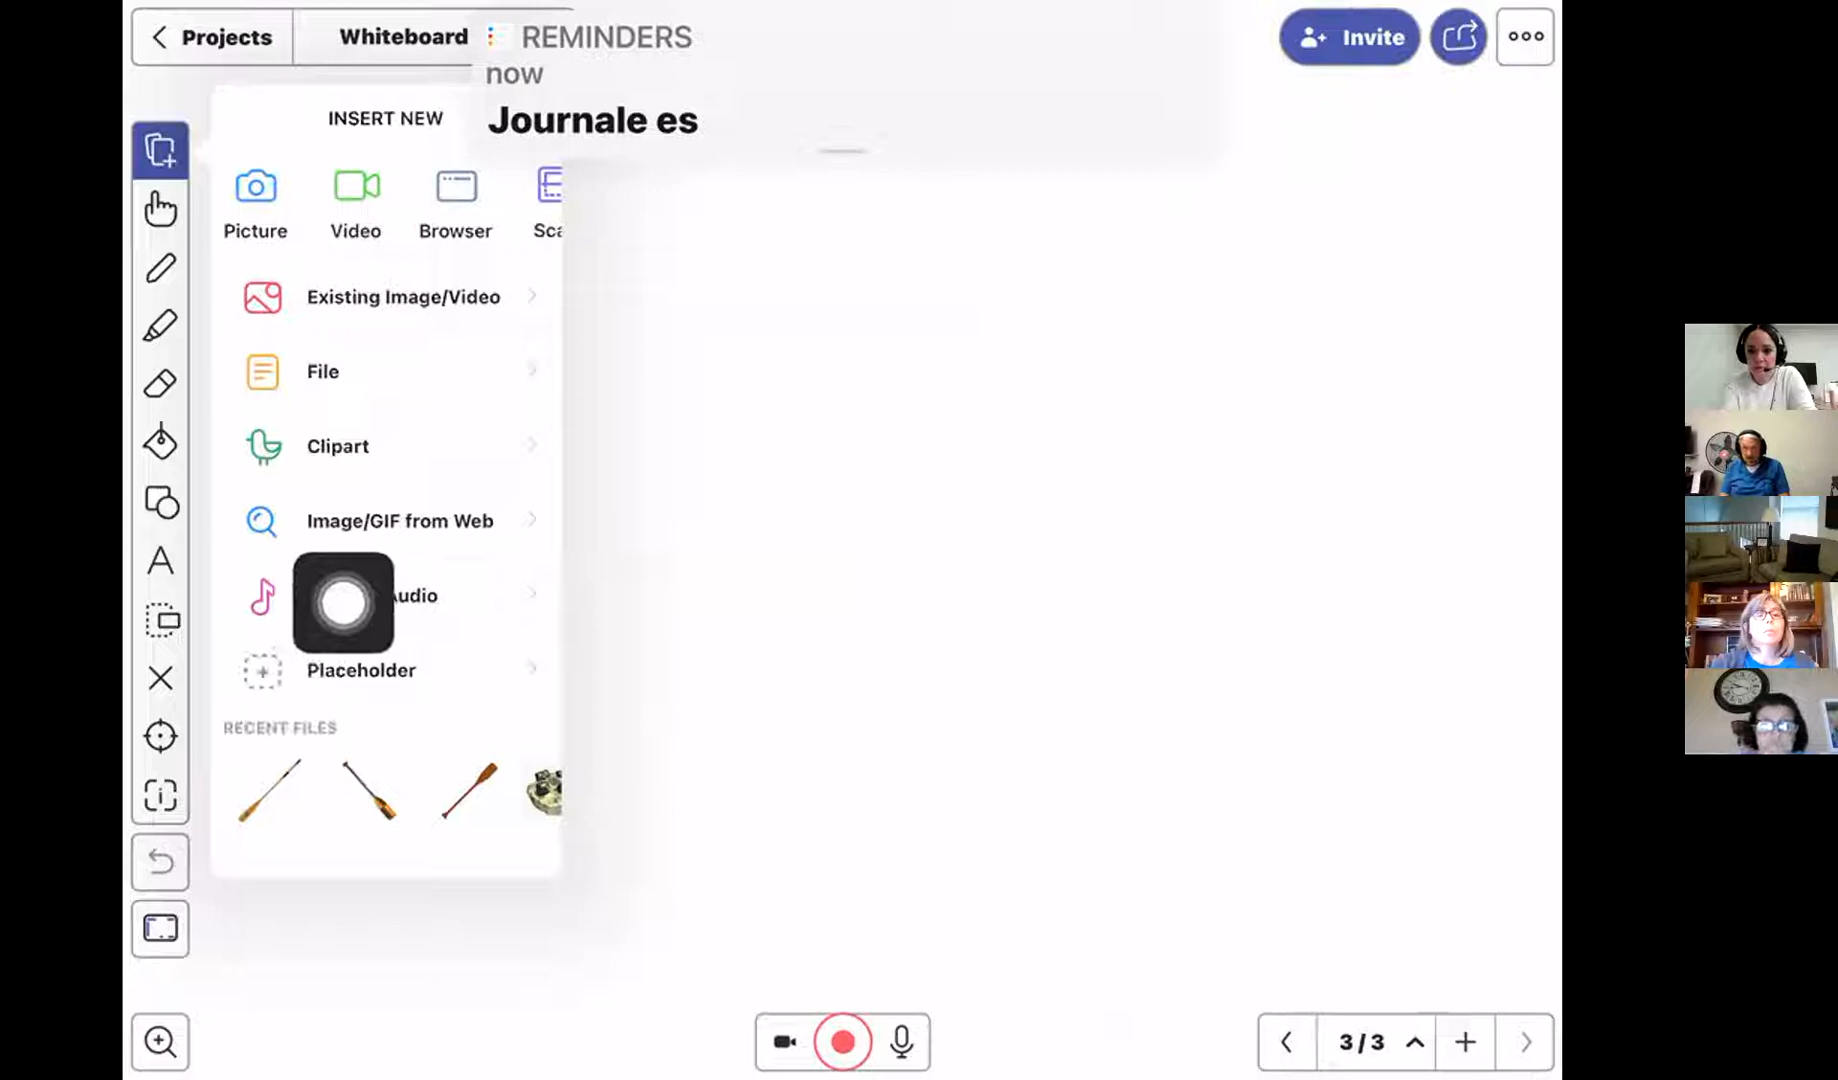 Projects
Whiteboard
REMINDERS
now
Journale es
Invite
INSERT NEW
Picture
Video
Browser
Sca
Existing Image/Video
File
Clipart
Image/GIF from Web
udio
Placeholder
RECENT FILES
3/3